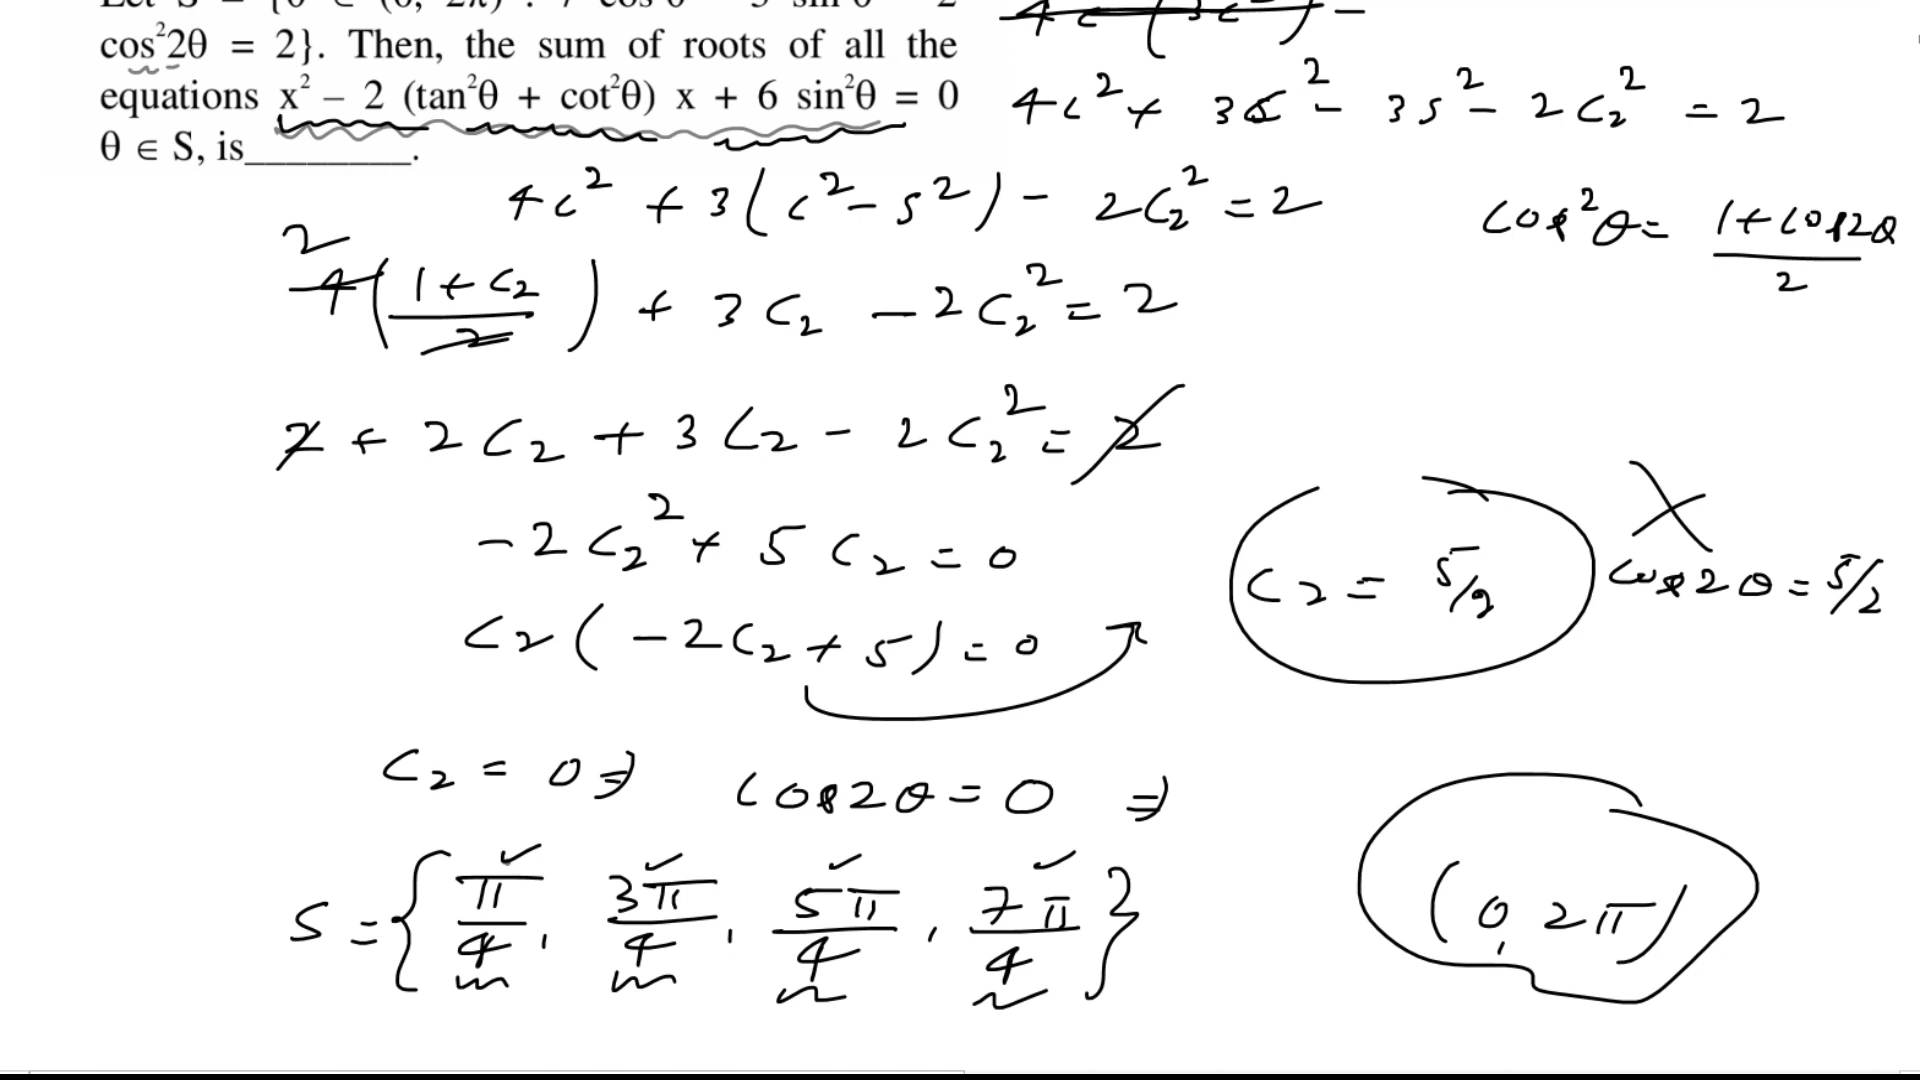 cos²2θ = 2}. Then, the sum of roots of all the
equations x² – 2 (tan²θ + cot²θ) x + 6 sin²θ = 0
θ ∈ S, is________.
4c² + 3s² - 3s² - 2c₂² = 2
4c² + 3(c² - s²) - 2c₂² = 2
cos²θ = (1 + cos2θ)/2
2
4((1 + c₂)/2) + 3c₂ - 2c₂² = 2
2 + 2c₂ + 3c₂ - 2c₂² = 2
-2c₂² + 5c₂ = 0
c₂ = 5/2
cos2θ = 5/2
c₂(-2c₂ + 5) = 0
c₂ = 0 ⇒ cos2θ = 0 ⇒
S = {π/4, 3π/4, 5π/4, 7π/4}
(0, 2π)